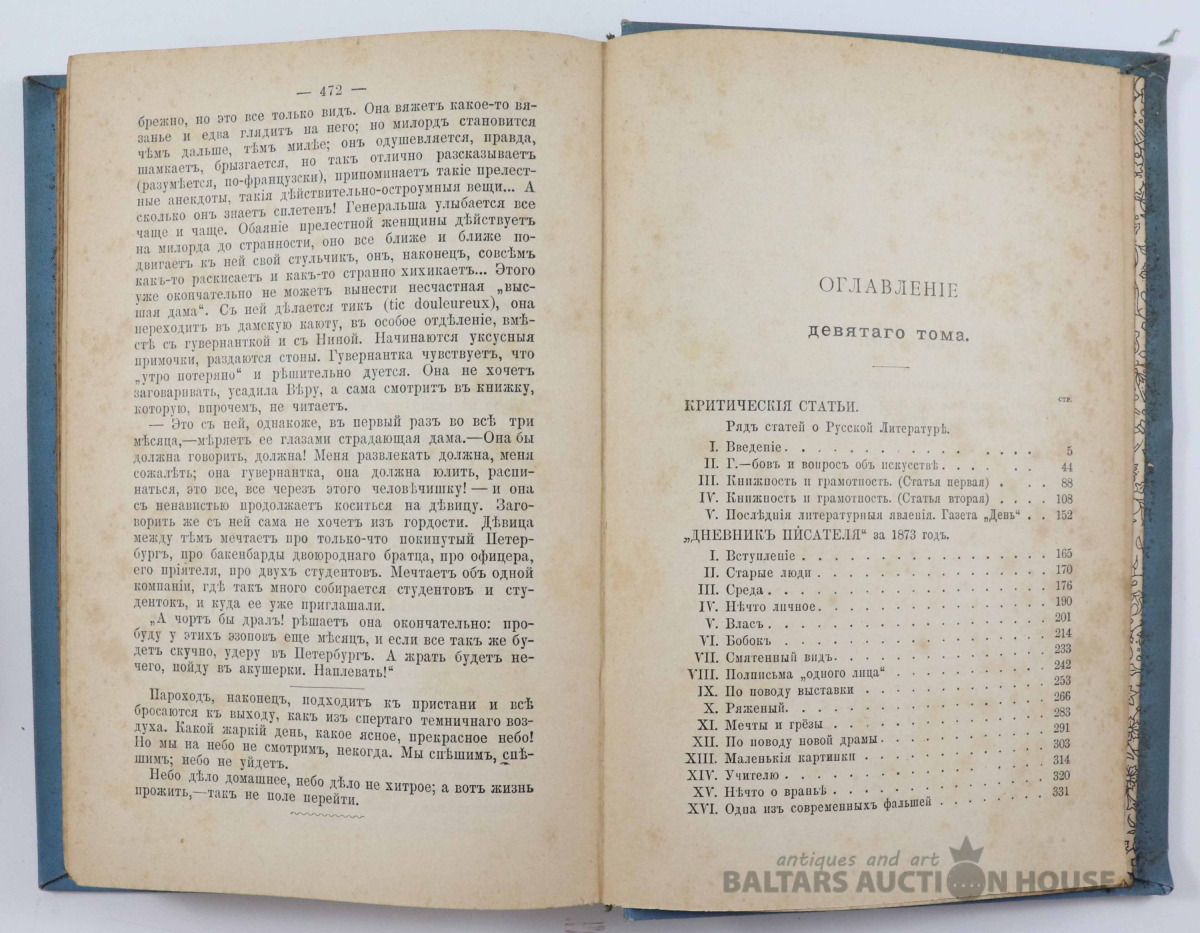 — 472 —
брежно, но это все только видъ. Она вяжетъ какое-то вя-
занье и едва глядитъ на него; но милордъ становится
чѣмъ дальше, тѣмъ милѣе; онъ одушевляется, правда,
шамкаетъ, брызгается, но такъ отлично разсказываетъ
(разумѣется, по-французски), припоминаетъ такіе прелест-
ные анекдоты, такія дѣйствительно-остроумныя вещи... А
сколько онъ знаетъ сплетенъ! Генеральша улыбается все
чаще и чаще. Обаяніе прелестной женщины дѣйствуетъ
на милорда до странности, оно все ближе и ближе по-
двигаетъ къ ней свой стульчик, онъ, наконец, совсѣмъ
какъ-то раскисаетъ и какъ-то странно хихикаетъ... Этого
уже окончательно не можетъ вынести несчастная „выс-
шая дама“. Съ ней дѣлается тикъ (tic douleureux), она
переходитъ въ дамскую каюту, въ особое отдѣленіе, вмѣ-
стѣ съ гувернанткой и съ Ниной. Начинаются уксусныя
примочки, раздаются стоны. Гувернантка чувствуетъ, что
„утро потеряно“ и рѣшительно дуется. Она не хочетъ
заговаривать, усадила Вѣру, а сама смотритъ въ книжку,
которую, впрочемъ, не читаетъ.
— Это съ ней, однакоже, въ первый разъ во всѣ три
мѣсяца,—мѣряетъ ее глазами страдающая дама.—Она бы
должна говорить, должна! Меня развлекать должна, меня
сожалѣть; она гувернантка, она должна юлить, распи-
наться, это все, все черезъ этого человѣчишку! — и она
съ ненавистью продолжаетъ коситься на дѣвицу. Заго-
ворить же съ ней сама не хочетъ изъ гордости. Дѣвица
между тѣмъ мечтаетъ про только-что покинутый Петер-
бургъ, про бакенбарды двоюроднаго братца, про офицера,
его пріятеля, про двухъ студентовъ. Мечтаетъ объ одной
компаніи, гдѣ такъ много собирается студентовъ и сту-
дентокъ, и куда ее уже приглашали.
„А чортъ бы дралъ! рѣшаетъ она окончательно: про-
буду у этихъ эзоповъ еще мѣсяцъ, и если все такъ же бу-
детъ скучно, удеру въ Петербургъ. А жрать будетъ не-
чего, пойду въ акушерки. Наплевать!“
Пароходъ, наконецъ, подходитъ къ пристани и всѣ
бросаются къ выходу, какъ изъ спертаго темничнаго воз-
духа. Какой жаркій день, какое ясное, прекрасное небо!
Но мы на небо не смотримъ, некогда. Мы спѣшимъ, спѣ-
шимъ; небо не уйдетъ.
Небо дѣло домашнее, небо дѣло не хитрое; а вотъ жизнь
прожить,—такъ не поле перейти.
ОГЛАВЛЕНІЕ
девятаго тома.
СТР.
КРИТИЧЕСКІЯ СТАТЬИ.
Рядъ статей о Русской Литературѣ.
I. Введеніе . . . . . . . . 5
II. Г.—бовъ и вопросъ объ искусствѣ . . . . . . 44
III. Книжность и грамотность. (Статья первая) . . . 88
IV. Книжность и грамотность. (Статья вторая) . . . . 108
V. Послѣднія литературныя явленія. Газета „День“ . . 152
„ДНЕВНИКЪ ПИСАТЕЛЯ“ за 1873 годъ.
I. Вступленіе . . . . . . . . 165
II. Старые люди . . . . . . . . 170
III. Среда . . . . . . . . 176
IV. Нѣчто личное . . . . . . . . 190
V. Власъ . . . . . . . . 201
VI. Бобокъ . . . . . . . . 214
VII. Смятенный видъ . . . . . . . . 233
VIII. Полписьма „одного лица“ . . . . . . . . 242
IX. По поводу выставки . . . . . . . . 253
X. Ряженый . . . . . . . . 266
XI. Мечты и грёзы . . . . . . . . 283
XII. По поводу новой драмы . . . . . . . . 291
XIII. Маленькія картинки . . . . . . . . 303
XIV. Учителю . . . . . . . . 314
XV. Нѣчто о враньѣ . . . . . . . . 320
XVI. Одна изъ современныхъ фальшей . . . . . . . . 331
antiques and art
BALTARS AUCTION HOUSE